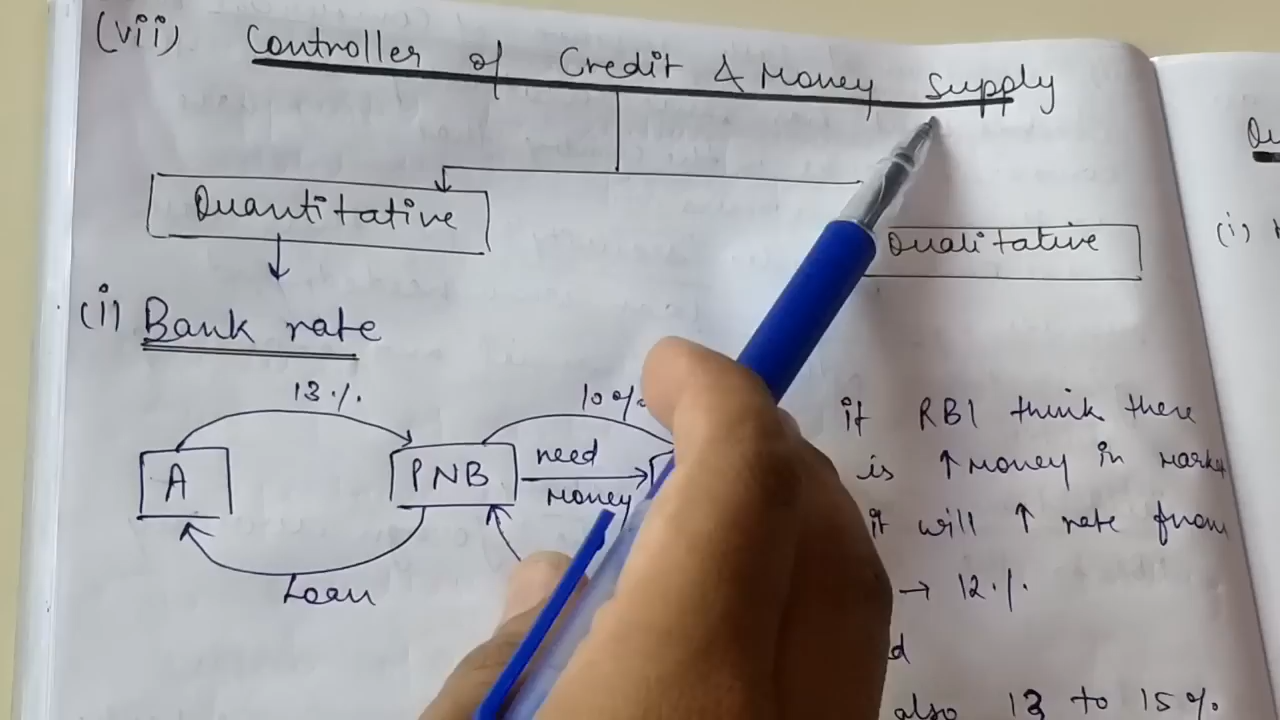 (vii) Controller of Credit & Money Supply
Quantitative
Qualitative
(i) Bank rate
13%
10%
A
PNB
need
Money
Loan
if RBI think there
is ↑ Money in Market
it will ↑ rate from
→ 12%
also 13 to 15%
(i)